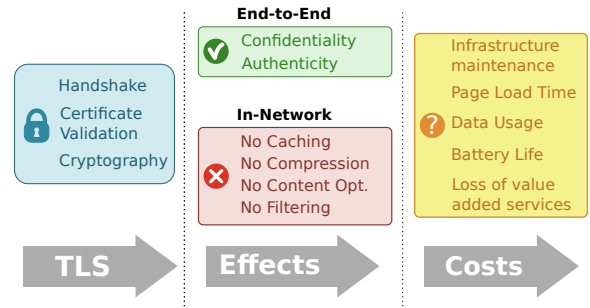 Handshake
Certificate
Validation
Cryptography
TLS
End-to-End
Confidentiality
Authenticity
In-Network
No Caching
No Compression
No Content Opt.
No Filtering
Effects
Infrastructure
maintenance
Page Load Time
?
Data Usage
Battery Life
Loss of value
added services
Costs